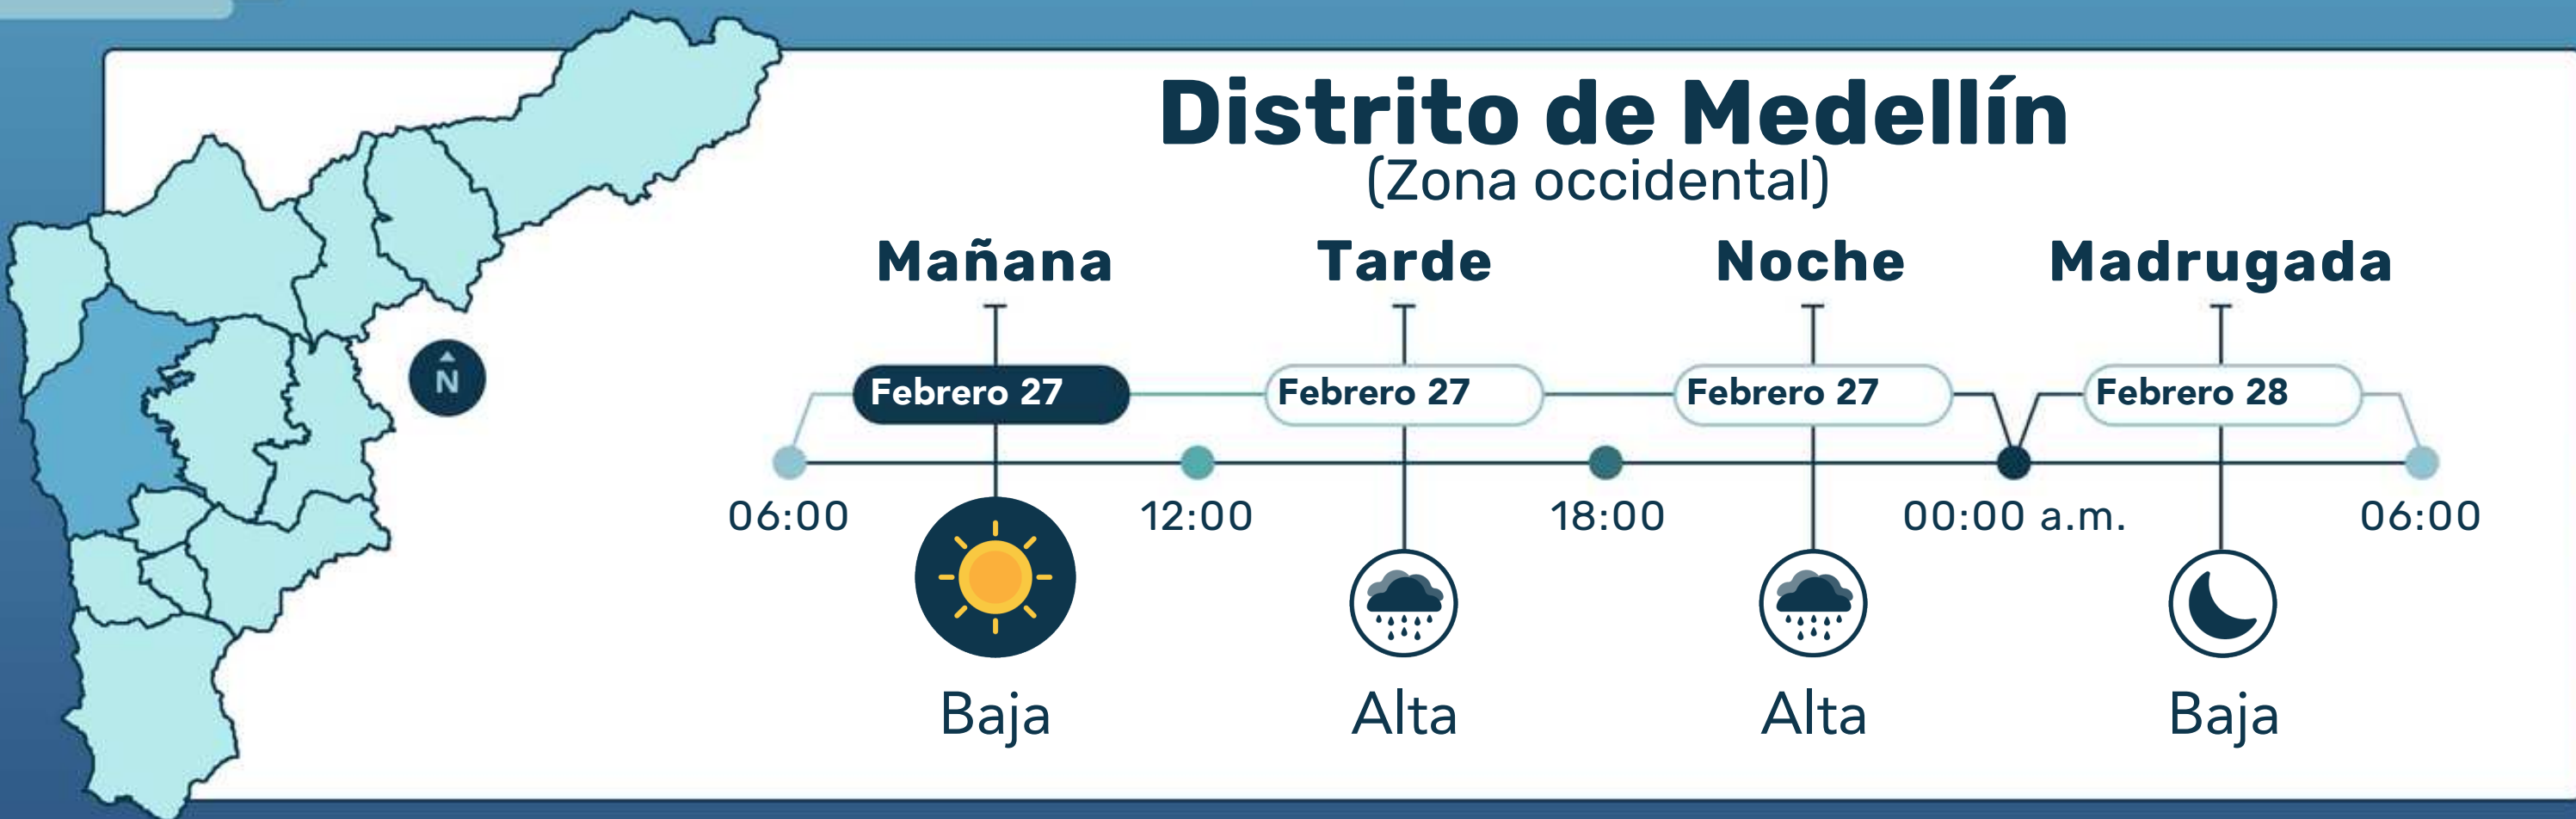 Distrito de Medellín
(Zona occidental)
Mañana Tarde Noche Madrugada
Febrero 27 Febrero 27 Febrero 27 Febrero 28
N
06:00 12:00 18:00 00:00 a.m. 06:00
Baja Alta Alta Baja